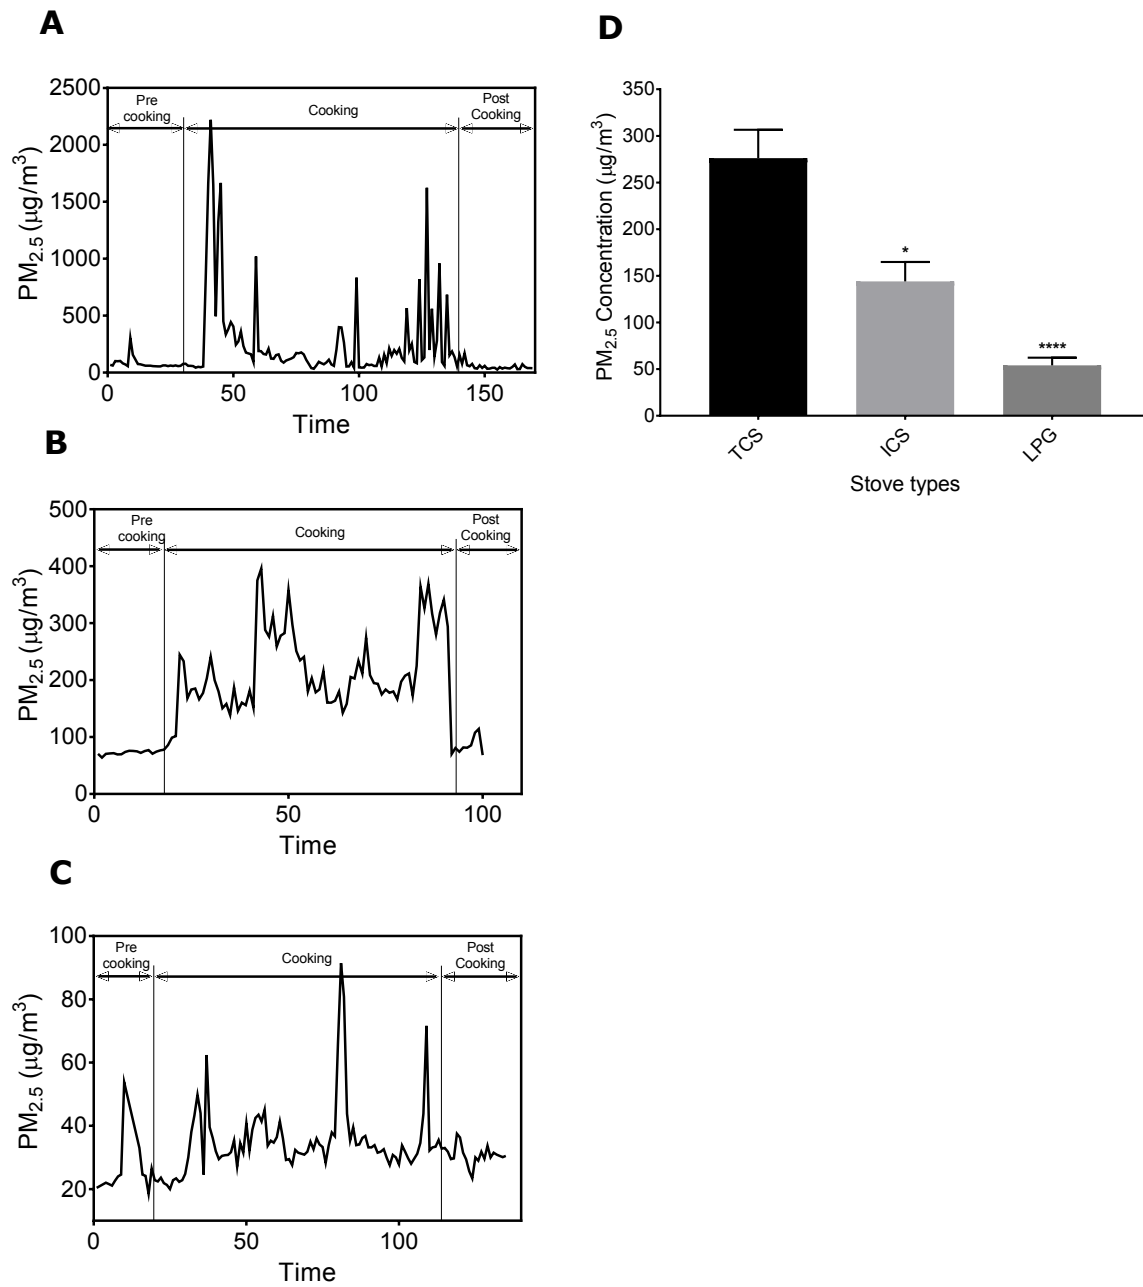 A
PM2.5 (µg/m3)
2500
2000
1500
1000
500
0
Pre
cooking
Cooking
Post
Cooking
0 50 100 150
Time
B
PM2.5 (µg/m3)
500
400
300
200
100
0
Pre
cooking
Cooking
Post
Cooking
0 50 100
Time
C
PM2.5 (µg/m3)
100
80
60
40
20
Pre
cooking
Cooking
Post
Cooking
0 50 100
Time
D
PM2.5 Concentration (µg/m3)
350
300
250
200
150
100
50
0
*
****
TCS ICS LPG
Stove types